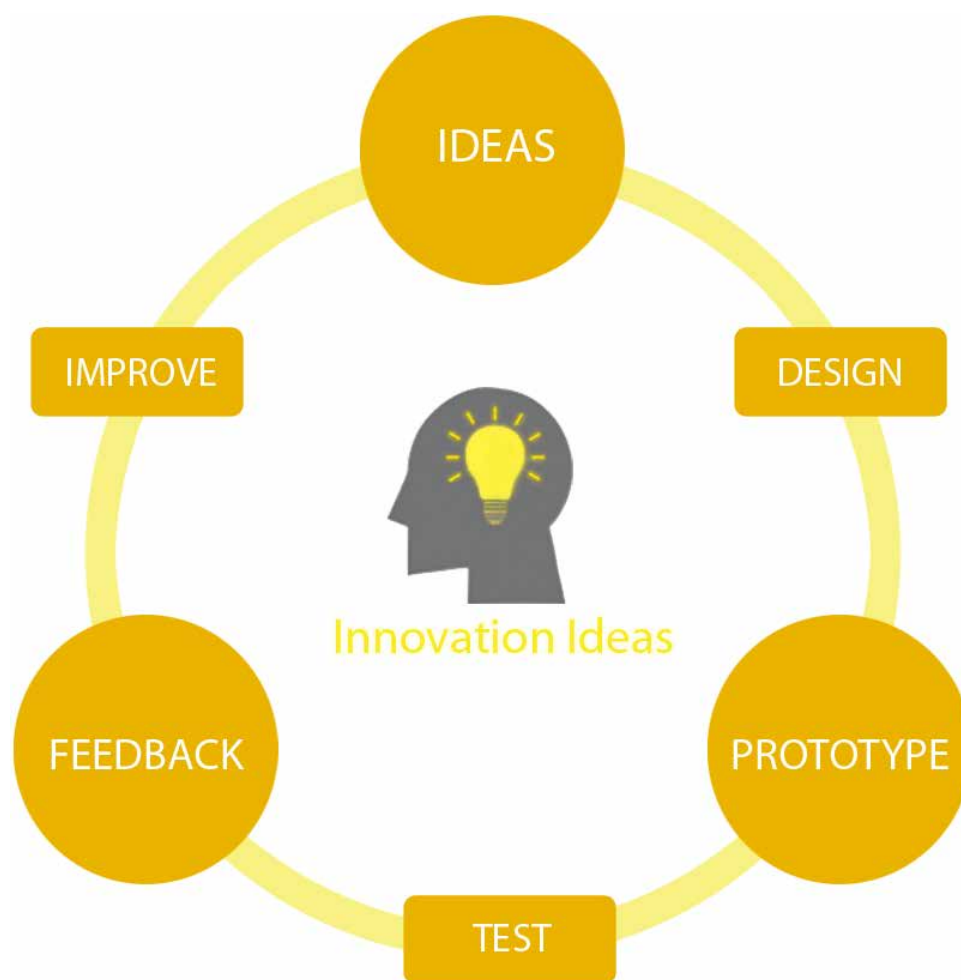 IDEAS
IMPROVE
DESIGN
Innovation Ideas
FEEDBACK
PROTOTYPE
TEST